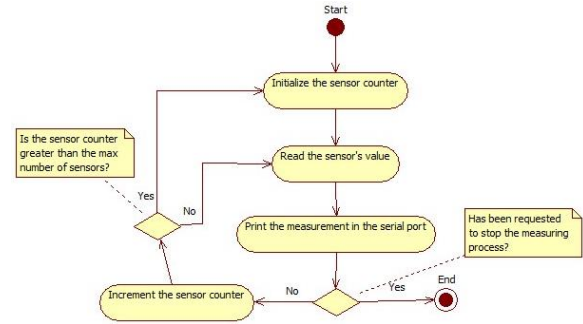 Start
Initialize the sensor counter
Is the sensor counter
greater than the max
number of sensors?
Read the sensor's value
Yes
No
Print the measurement in the serial port
Has been requested
to stop the measuring
process?
Increment the sensor counter
No
Yes
End